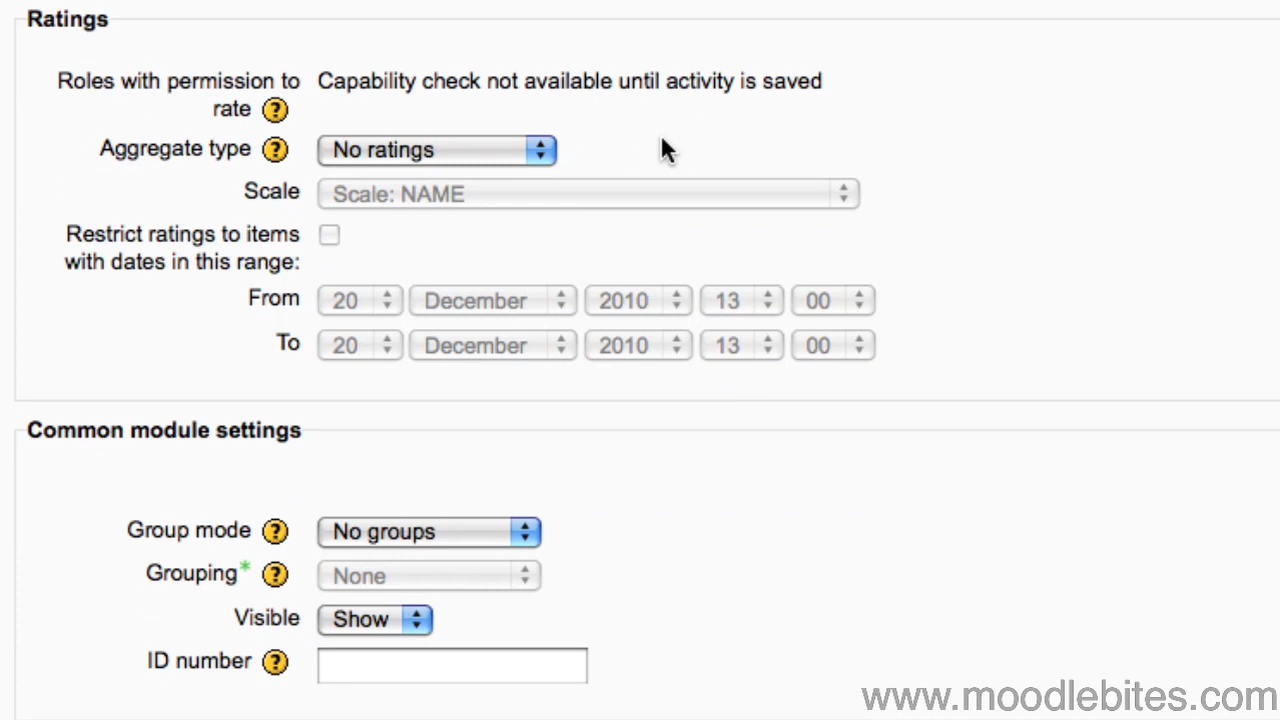 Ratings
Roles with permission to Capability check not available until activity is saved
rate ?
Aggregate type ? No ratings
Scale Scale: NAME
Restrict ratings to items
with dates in this range:
From 20 December 2010 13 00
To 20 December 2010 13 00
Common module settings
Group mode ? No groups
Grouping* ? None
Visible Show
ID number ?
www.moodlebites.com